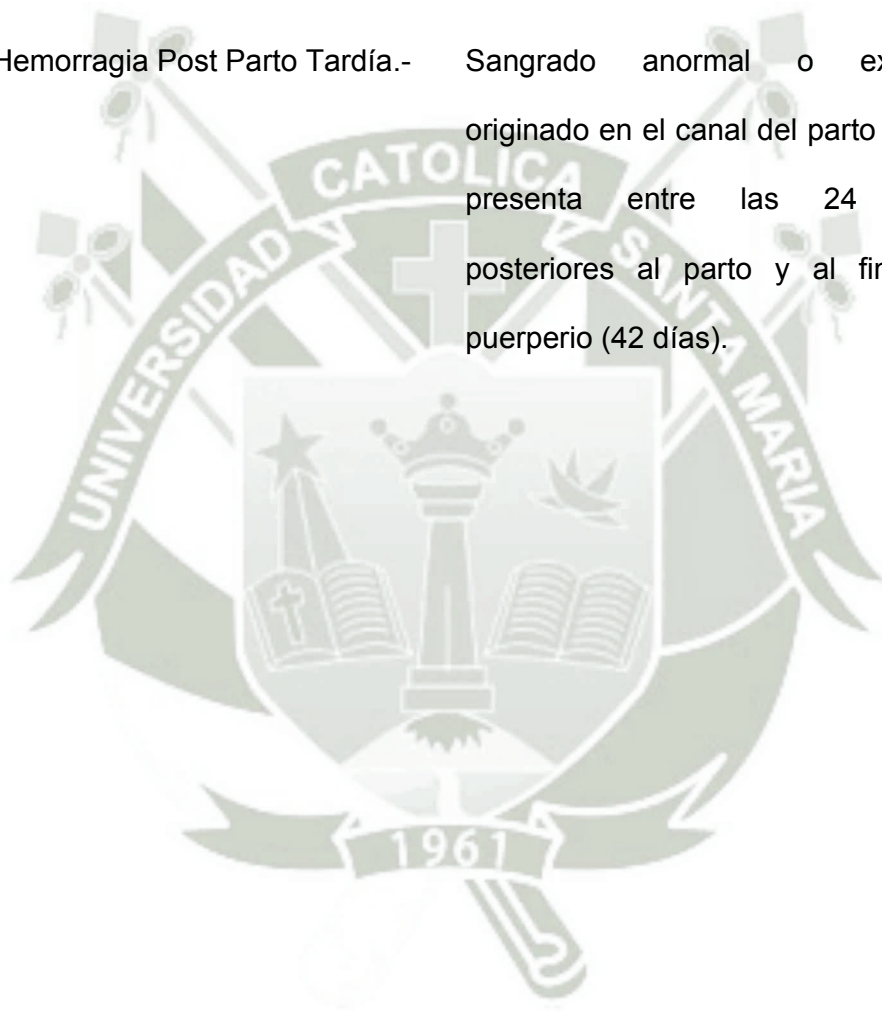 Hemorragia Post Parto Tardía.- Sangrado anormal o
originado en el canal del parto
presenta entre las 24
posteriores al parto y al
puerperio (42 días).
UNIVERSIDAD CATOLICA SANTA MARIA
1961